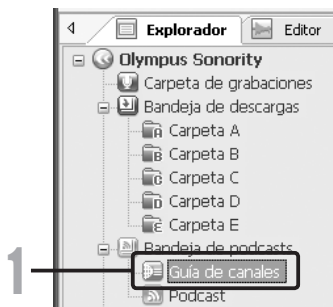 Explorador
Editor
Olympus Sonority
Carpeta de grabaciones
Bandeja de descargas
A Carpeta A
B Carpeta B
C Carpeta C
D Carpeta D
E Carpeta E
Bandeja de podcasts
1
Guía de canales
Podcast